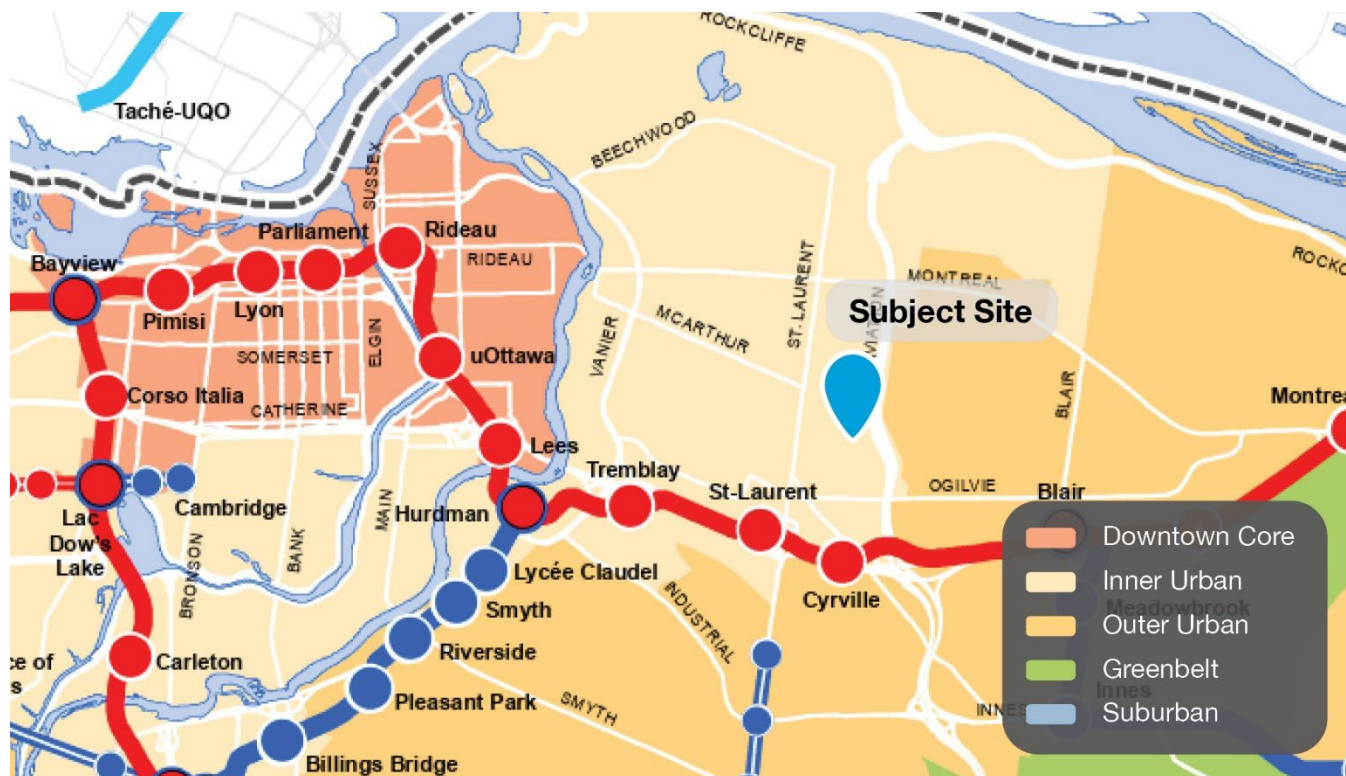 ROCKCLIFFE
Taché-UQO
BEECHWOOD
SUSSEX
Parliament
Rideau
RIDEAU
Bayview
Pimisi
Lyon
ELGIN
SOMERSET
uOttawa
Corso Italia
CATHERINE
VANIER
MCARTHUR
ST. LAURENT
MONTREAL
Subject Site
BLAIR
Lees
Tremblay
St-Laurent
OGILVIE
Blair
Cambridge
Lac
Dow's
Lake
BRONSON
BANK
MAIN
Hurdman
Lycée Claudel
Smyth
Cyrville
INDUSTRIAL
Riverside
Carleton
Pleasant Park
SMYTH
Billings Bridge
Downtown Core
Inner Urban
Meadowbrook
Outer Urban
Greenbelt
Innes
INNES
Suburban